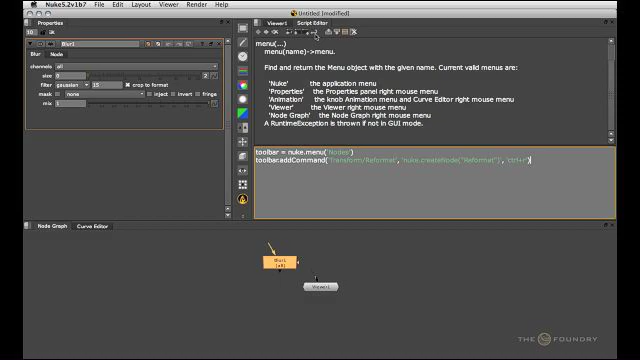 Nuke5.2v1b7 File Edit Layout Viewer Render Help
Untitled [modified]
Properties
Viewer1 Script Editor
10
Blur1
Blur Node
channels all
size 0 2
filter gaussian 15 crop to format
mask none inject invert fringe
mix 1
menu(...)
menu(name)->menu.
Find and return the Menu object with the given name. Current valid menus are:
'Nuke' the application menu
'Properties' the Properties panel right mouse menu
'Animation' the knob Animation menu and Curve Editor right mouse menu
'Viewer' the Viewer right mouse menu
'Node Graph' the Node Graph right mouse menu
A RuntimeException is thrown if not in GUI mode.
toolbar = nuke.menu('Nodes')
toolbar.addCommand('Transform/Reformat', 'nuke.createNode("Reformat")', 'ctrl+r')
Node Graph Curve Editor
Blur1
(all)
Viewer1
THE FOUNDRY